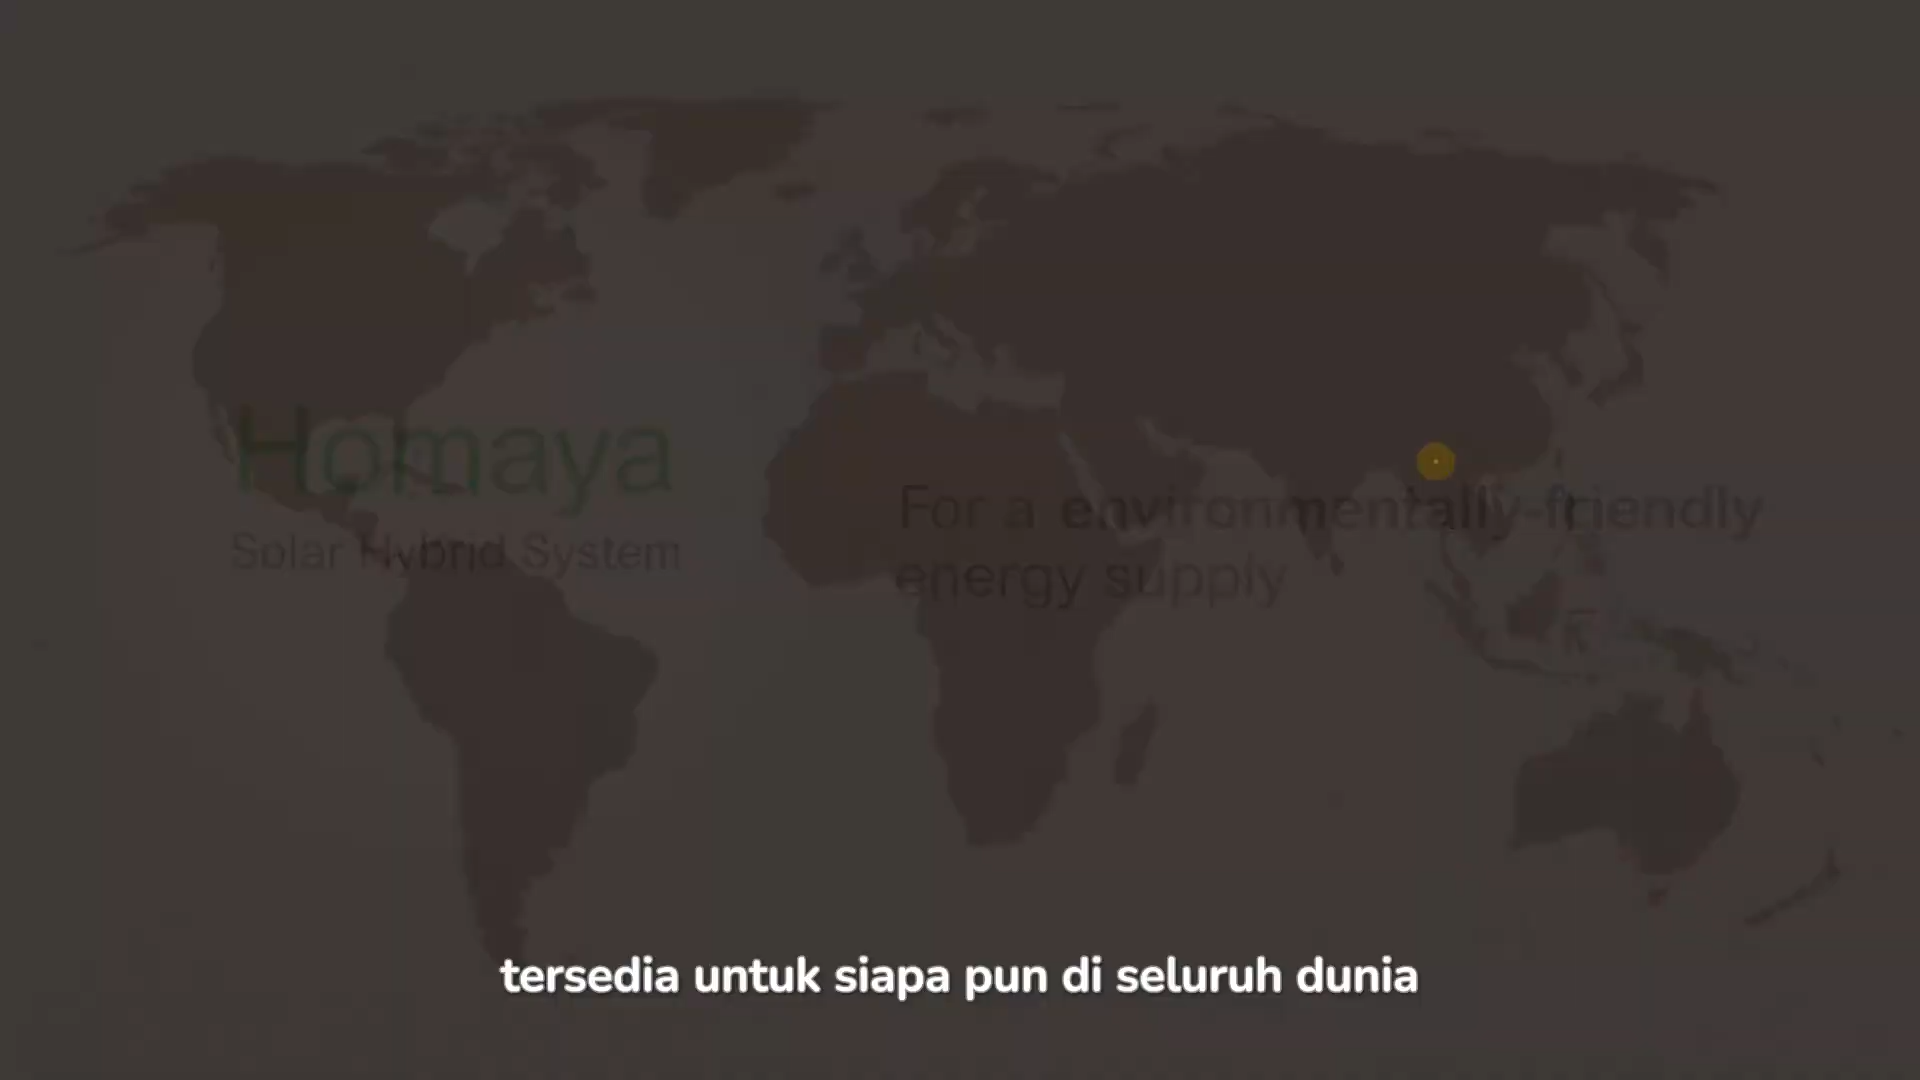 Homaya
Solar Hybrid System
For a environmentally-friendly
energy supply
tersedia untuk siapa pun di seluruh dunia